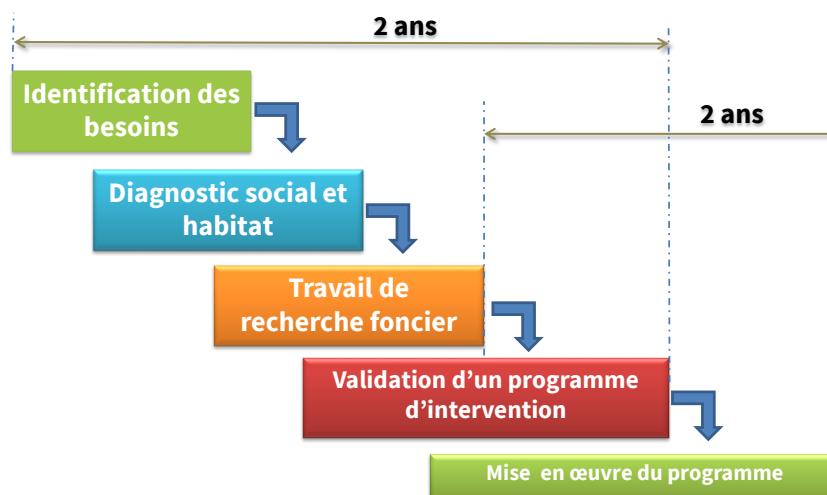 2 ans
Identification des
besoins
2 ans
Diagnostic social et
habitat
Travail de
recherche foncier
Validation d’un programme
d’intervention
Mise en œuvre du programme